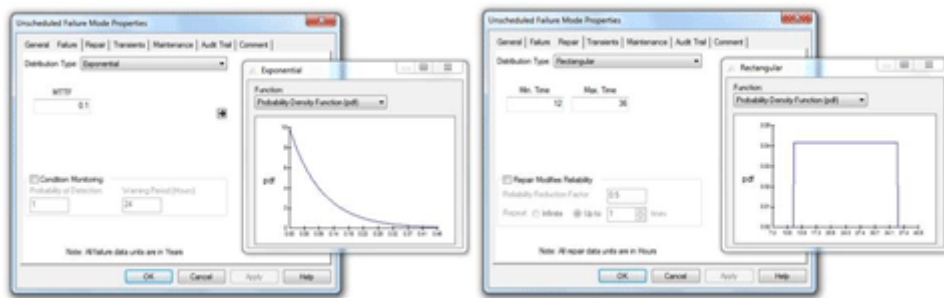 Unscheduled Failure Mode Properties
General Failure Repair Transients Maintenance Audit Trail Comment
Distribution Type: Exponential
MTTF
0.1
Condition Monitoring:
Probability of Detection Warning Period (Hours)
1 24
Note: All failure data units are in Years
OK Cancel Apply Help
Exponential
Function:
Probability Density Function (pdf)
pdf
Unscheduled Failure Mode Properties
General Failure Repair Transients Maintenance Audit Trail Comment
Distribution Type: Rectangular
Min. Time Max. Time
12 36
Repair Modifies Reliability
Reliability Reduction Factor: 0.5
Repeat: Infinite Up to 1 times
Note: All repair data units are in Hours
OK Cancel Apply Help
Rectangular
Function:
Probability Density Function (pdf)
pdf